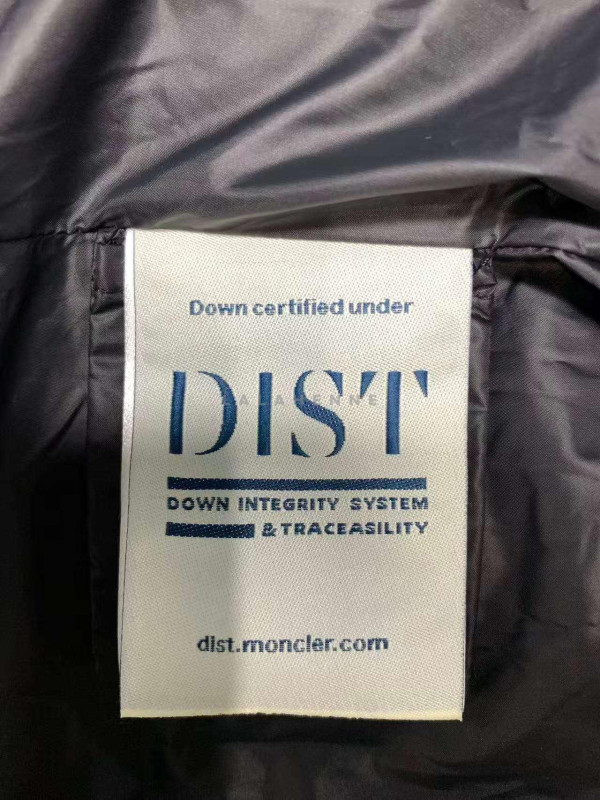 Down certified under
DIST
DOWN INTEGRITY SYSTEM
& TRACEASILITY
dist.moncler.com